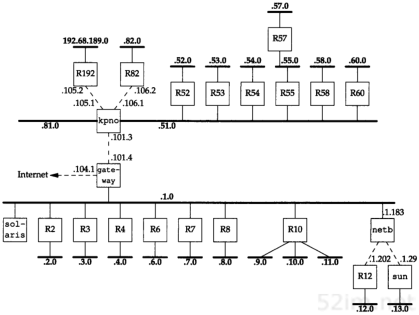 .57.0
R57
192.68.189.0 .82.0 .52.0 .53.0 .54.0 .55.0 .58.0 .60.0
R192 R82 R52 R53 R54 R55 R58 R60
.105.2 .106.2
.105.1 .106.1
kpno
.81.0 .51.0
.101.3
.101.4
.104.1
Internet
gate-
way
.1.0
.1.183
sol-
aris
R2 R3 R4 R6 R7 R8 R10 netb
.1.202 .1.29
.2.0 .3.0 .4.0 .6.0 .7.0 .8.0 .9.0 .10.0 .11.0
R12 sun
.12.0 .13.0
52im.net